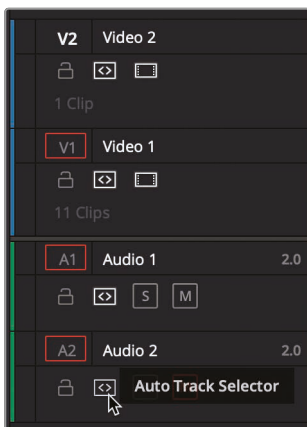 V2 Video 2
1 Clip
V1 Video 1
11 Clips
A1 Audio 1 2.0
S M
A2 Audio 2 2.0
Auto Track Selector